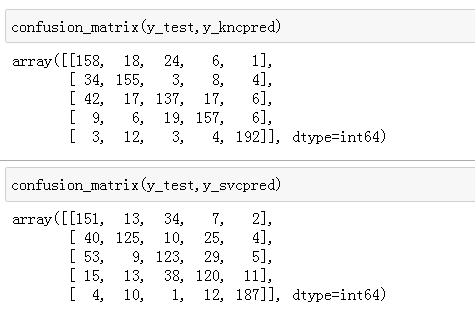 confusion_matrix(y_test,y_kncpred)
array([[158, 18, 24, 6, 1],
[ 34, 155, 3, 8, 4],
[ 42, 17, 137, 17, 6],
[ 9, 6, 19, 157, 6],
[ 3, 12, 3, 4, 192]], dtype=int64)
confusion_matrix(y_test,y_svcpred)
array([[151, 13, 34, 7, 2],
[ 40, 125, 10, 25, 4],
[ 53, 9, 123, 29, 5],
[ 15, 13, 38, 120, 11],
[ 4, 10, 1, 12, 187]], dtype=int64)